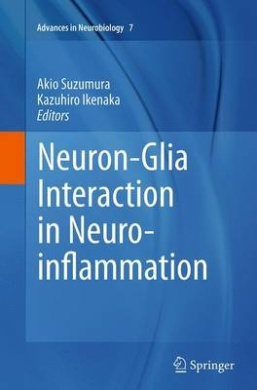 Advances in Neurobiology 7
Akio Suzumura
Kazuhiro Ikenaka
Editors
Neuron-Glia
Interaction
in Neuro-
inflammation
Springer